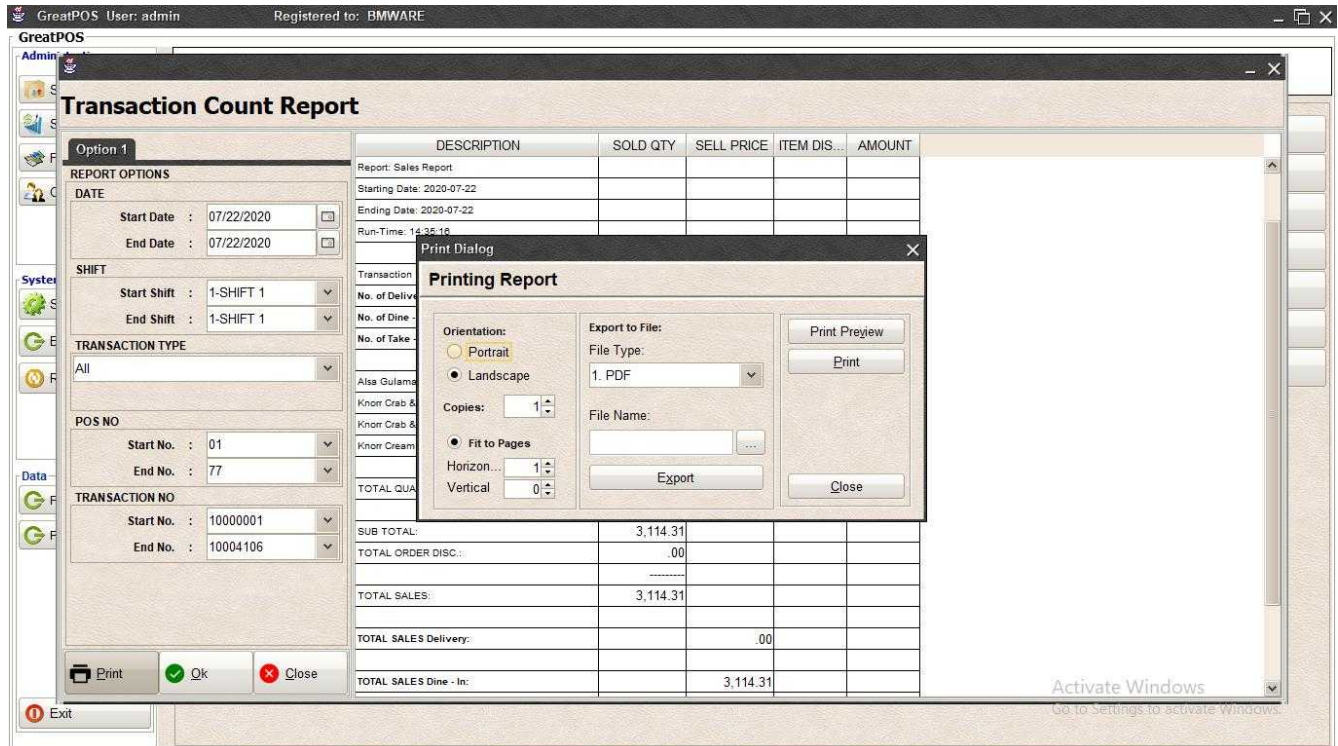 GreatPOS User: admin Registered to: BMWARE
GreatPOS
Transaction Count Report
Option 1
REPORT OPTIONS
DATE
Start Date : 07/22/2020
End Date : 07/22/2020
SHIFT
Start Shift : 1-SHIFT 1
End Shift : 1-SHIFT 1
TRANSACTION TYPE
All
POS NO
Start No. : 01
End No. : 77
TRANSACTION NO
Start No. : 10000001
End No. : 10004106
Print Ok Close
DESCRIPTION SOLD QTY SELL PRICE ITEM DIS... AMOUNT
Report: Sales Report
Starting Date: 2020-07-22
Ending Date: 2020-07-22
Run-Time: 14:35:16
Transaction
No. of
No. of Dine -
No. of Take -
Alsa
Knorr Crab &
Knorr Crab &
Knorr Cream
TOTAL
SUB TOTAL: 3,114.31
TOTAL ORDER DISC.: .00
---------
TOTAL SALES: 3,114.31
TOTAL SALES Delivery: .00
TOTAL SALES Dine - In: 3,114.31
Print Dialog
Printing Report
Orientation:
Portrait
Landscape
Copies: 1
Fit to Pages
Horizon... 1
Vertical 0
Export to File:
File Type:
1. PDF
File Name:
...
Export
Print Preview
Print
Close
Data
Exit
Activate Windows
Go to Settings to activate Windows.